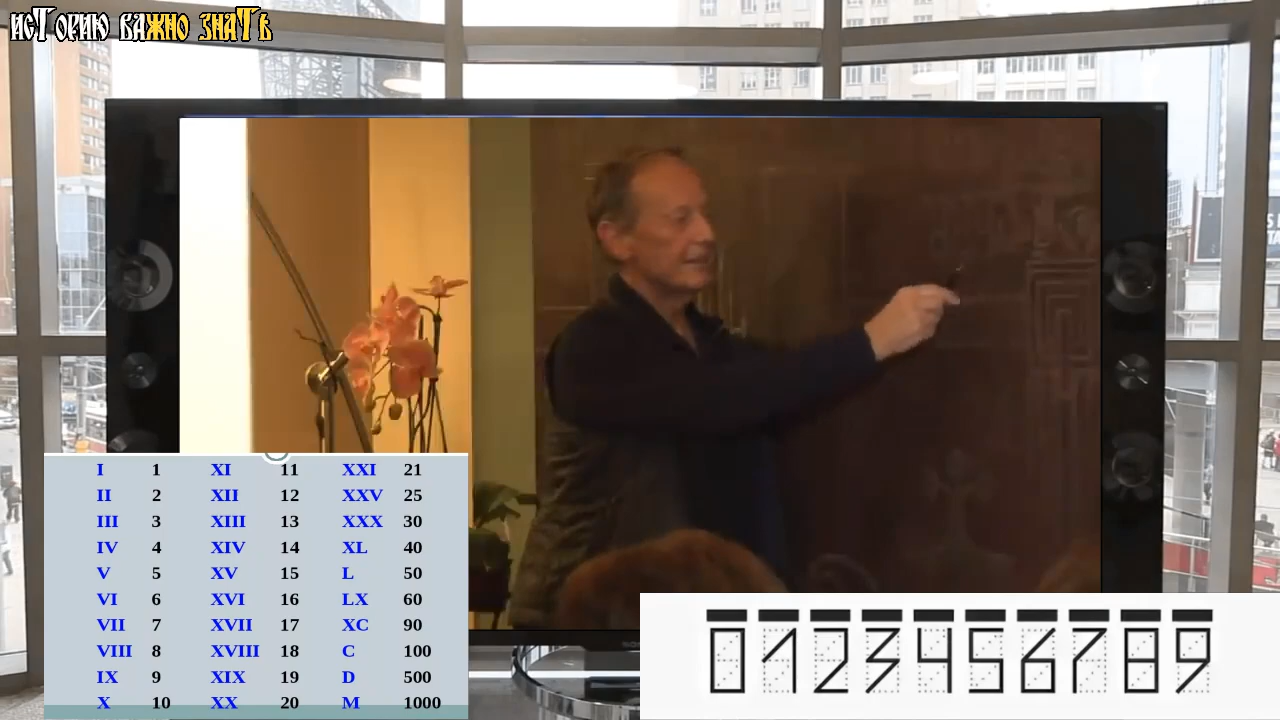 историю важно знать
I 1 XI 11 XXI 21
II 2 XII 12 XXV 25
III 3 XIII 13 XXX 30
IV 4 XIV 14 XL 40
V 5 XV 15 L 50
VI 6 XVI 16 LX 60
VII 7 XVII 17 XC 90
VIII 8 XVIII 18 C 100
IX 9 XIX 19 D 500
X 10 XX 20 M 1000
0123456789